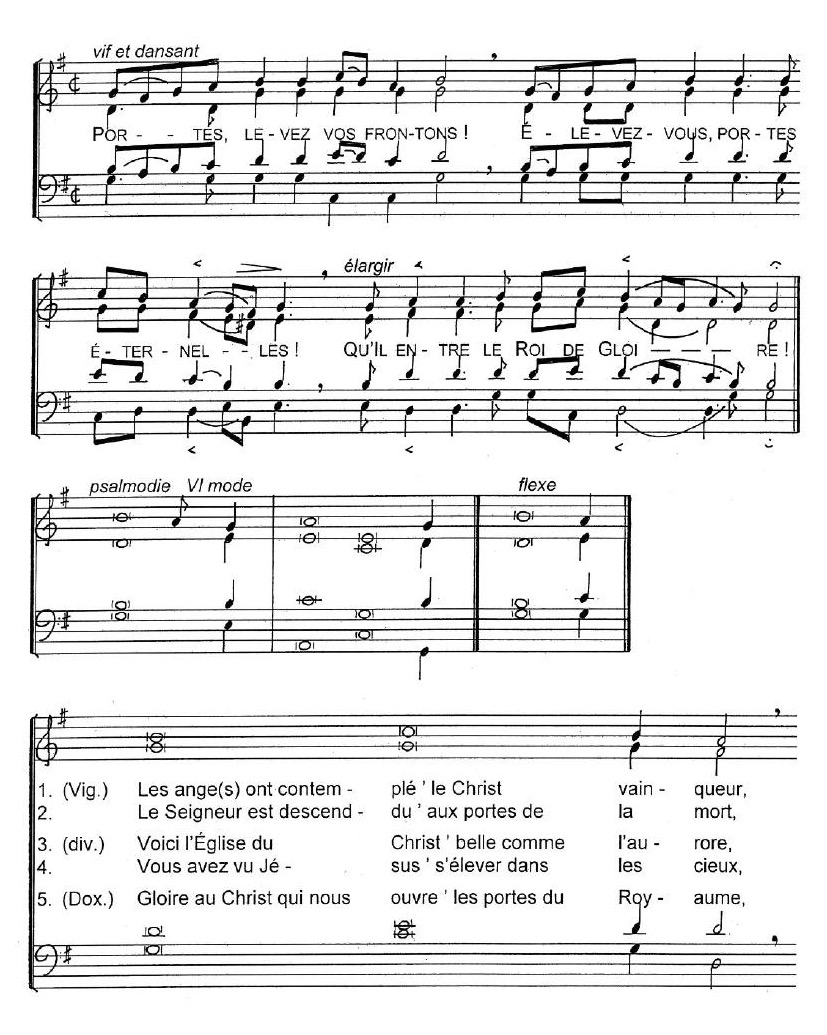 vif et dansant
POR - - TES, LE - VEZ VOS FRON - TONS ! É - LE - VEZ - VOUS, POR - TES
élargir
É - TER - NEL - - LES ! QU'IL EN - TRE LE ROI DE GLOI — — — RE !
psalmodie VI mode flexe
1. (Vig.) Les ange(s) ont contem - plé ' le Christ vain - queur,
2. Le Seigneur est descend - du ' aux portes de la mort,
3. (div.) Voici l'Église du Christ ' belle comme l'au - rore,
4. Vous avez vu Jé - sus ' s'élever dans les cieux,
5. (Dox.) Gloire au Christ qui nous ouvre ' les portes du Roy - aume,